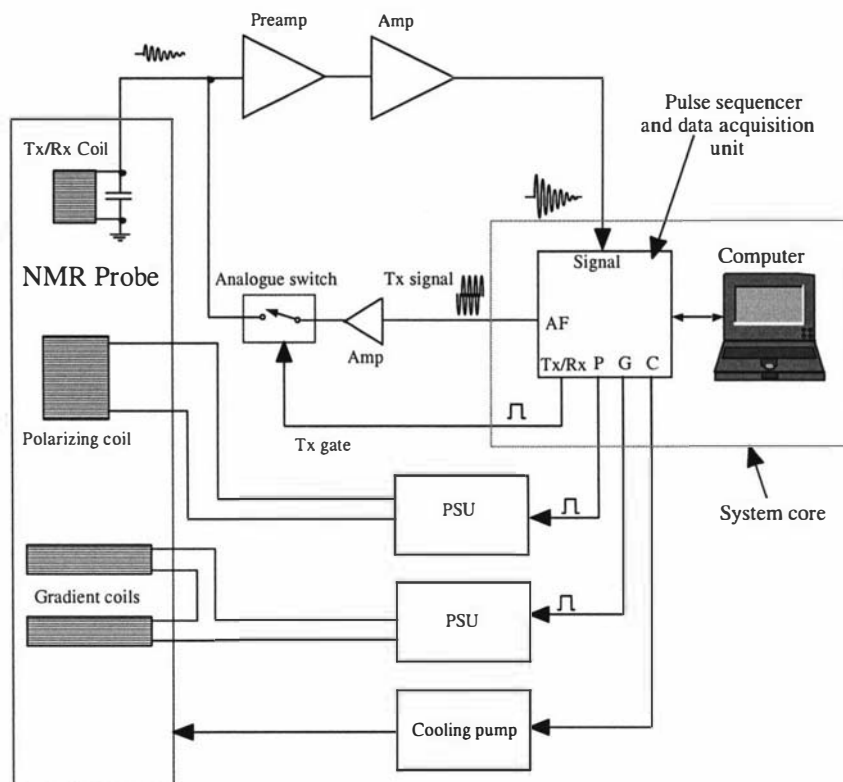 Preamp
Amp
Pulse sequencer
and data acquisition
unit
Tx/Rx Coil
NMR Probe
Analogue switch
Tx signal
Signal
Computer
AF
Amp
Tx/Rx P G C
Polarizing coil
Tx gate
PSU
System core
Gradient coils
PSU
Cooling pump